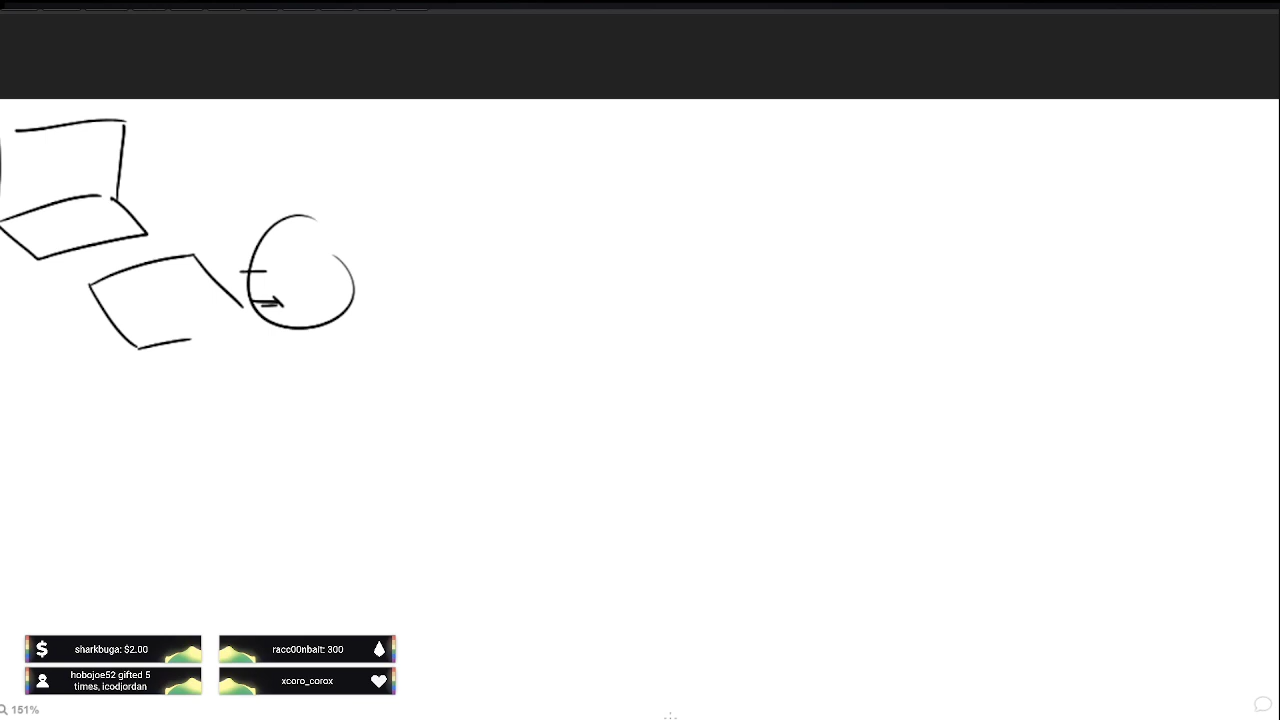 sharkbuga: $2.00
racc00nbait: 300
hobojoe52 gifted 5
times, icodjordan
xcoro_corox
151%